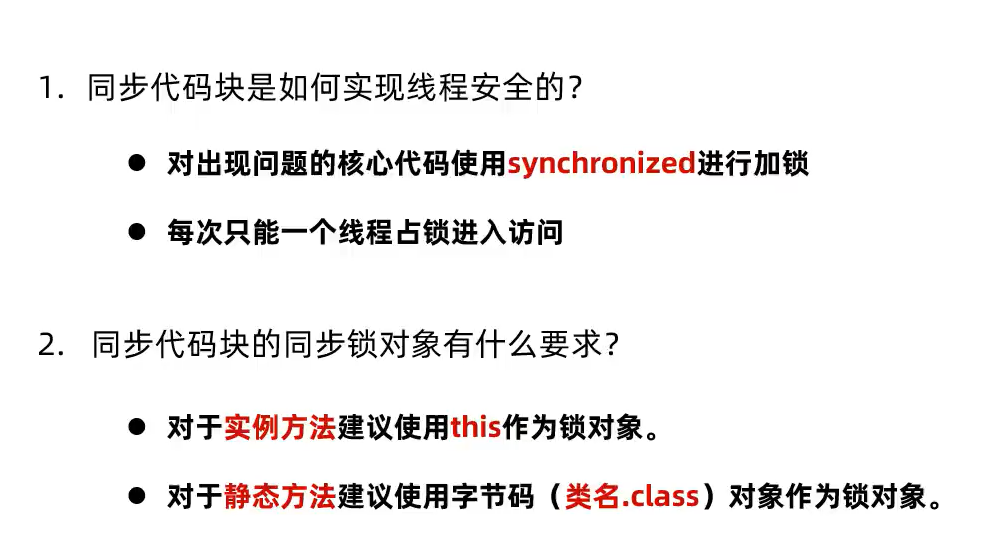 1. 同步代码块是如何实现线程安全的？
● 对出现问题的核心代码使用synchronized进行加锁
● 每次只能一个线程占锁进入访问
2. 同步代码块的同步锁对象有什么要求？
● 对于实例方法建议使用this作为锁对象。
● 对于静态方法建议使用字节码（类名.class）对象作为锁对象。